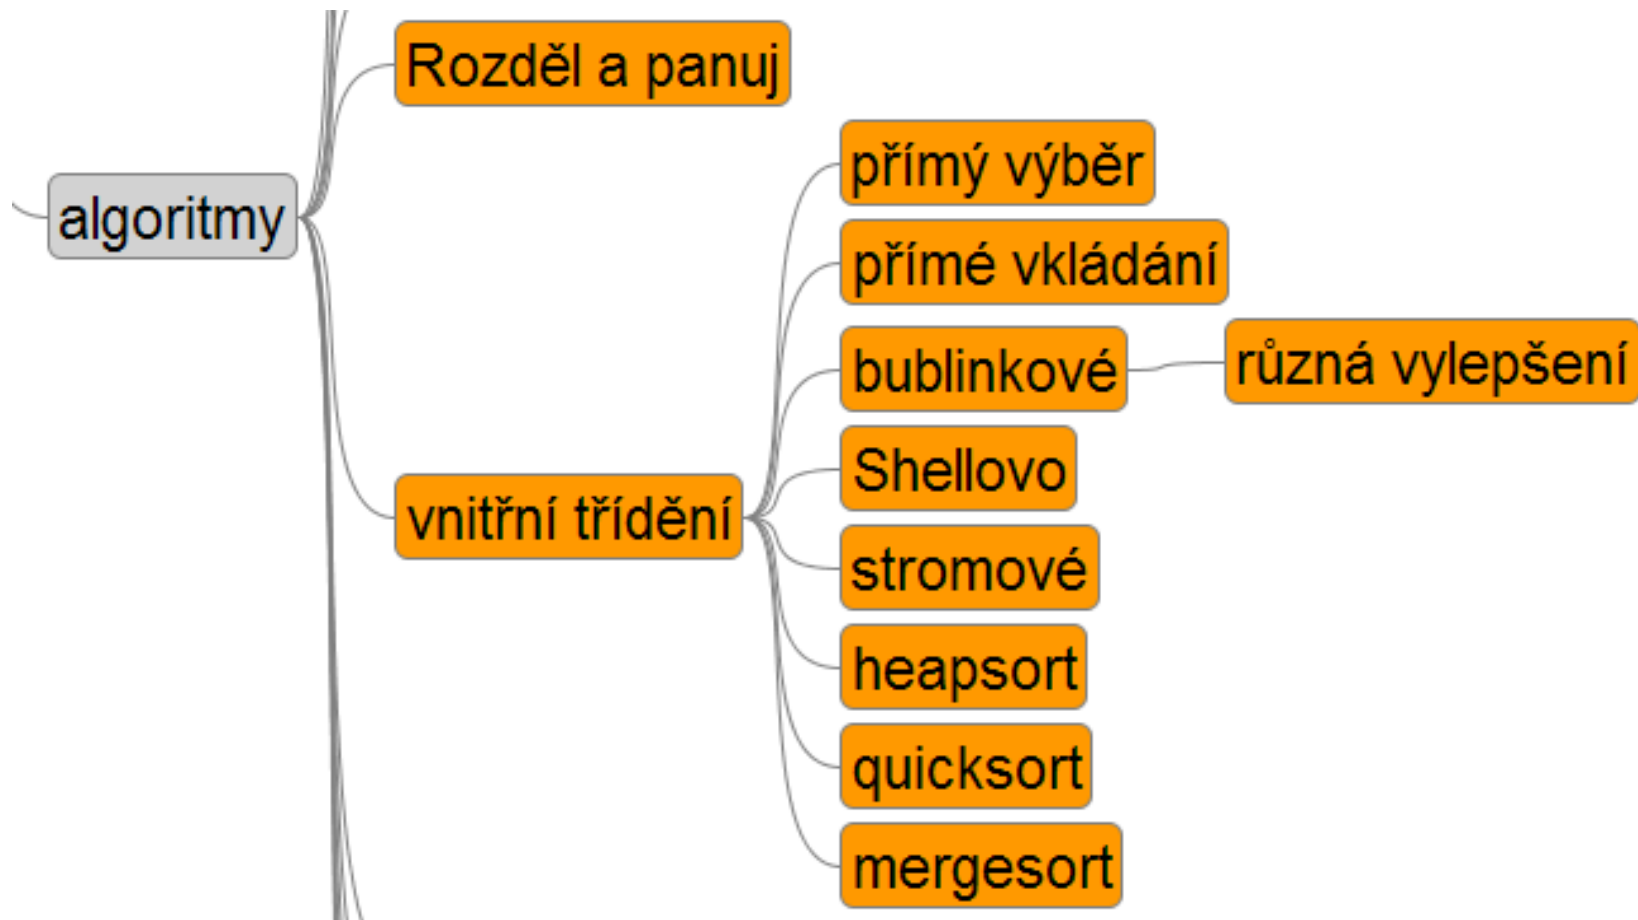 Rozděl a panuj
přímý výběr
algoritmy
přímé vkládání
bublinkové
různá vylepšení
Shellovo
vnitřní třídění
stromové
heapsort
quicksort
mergesort